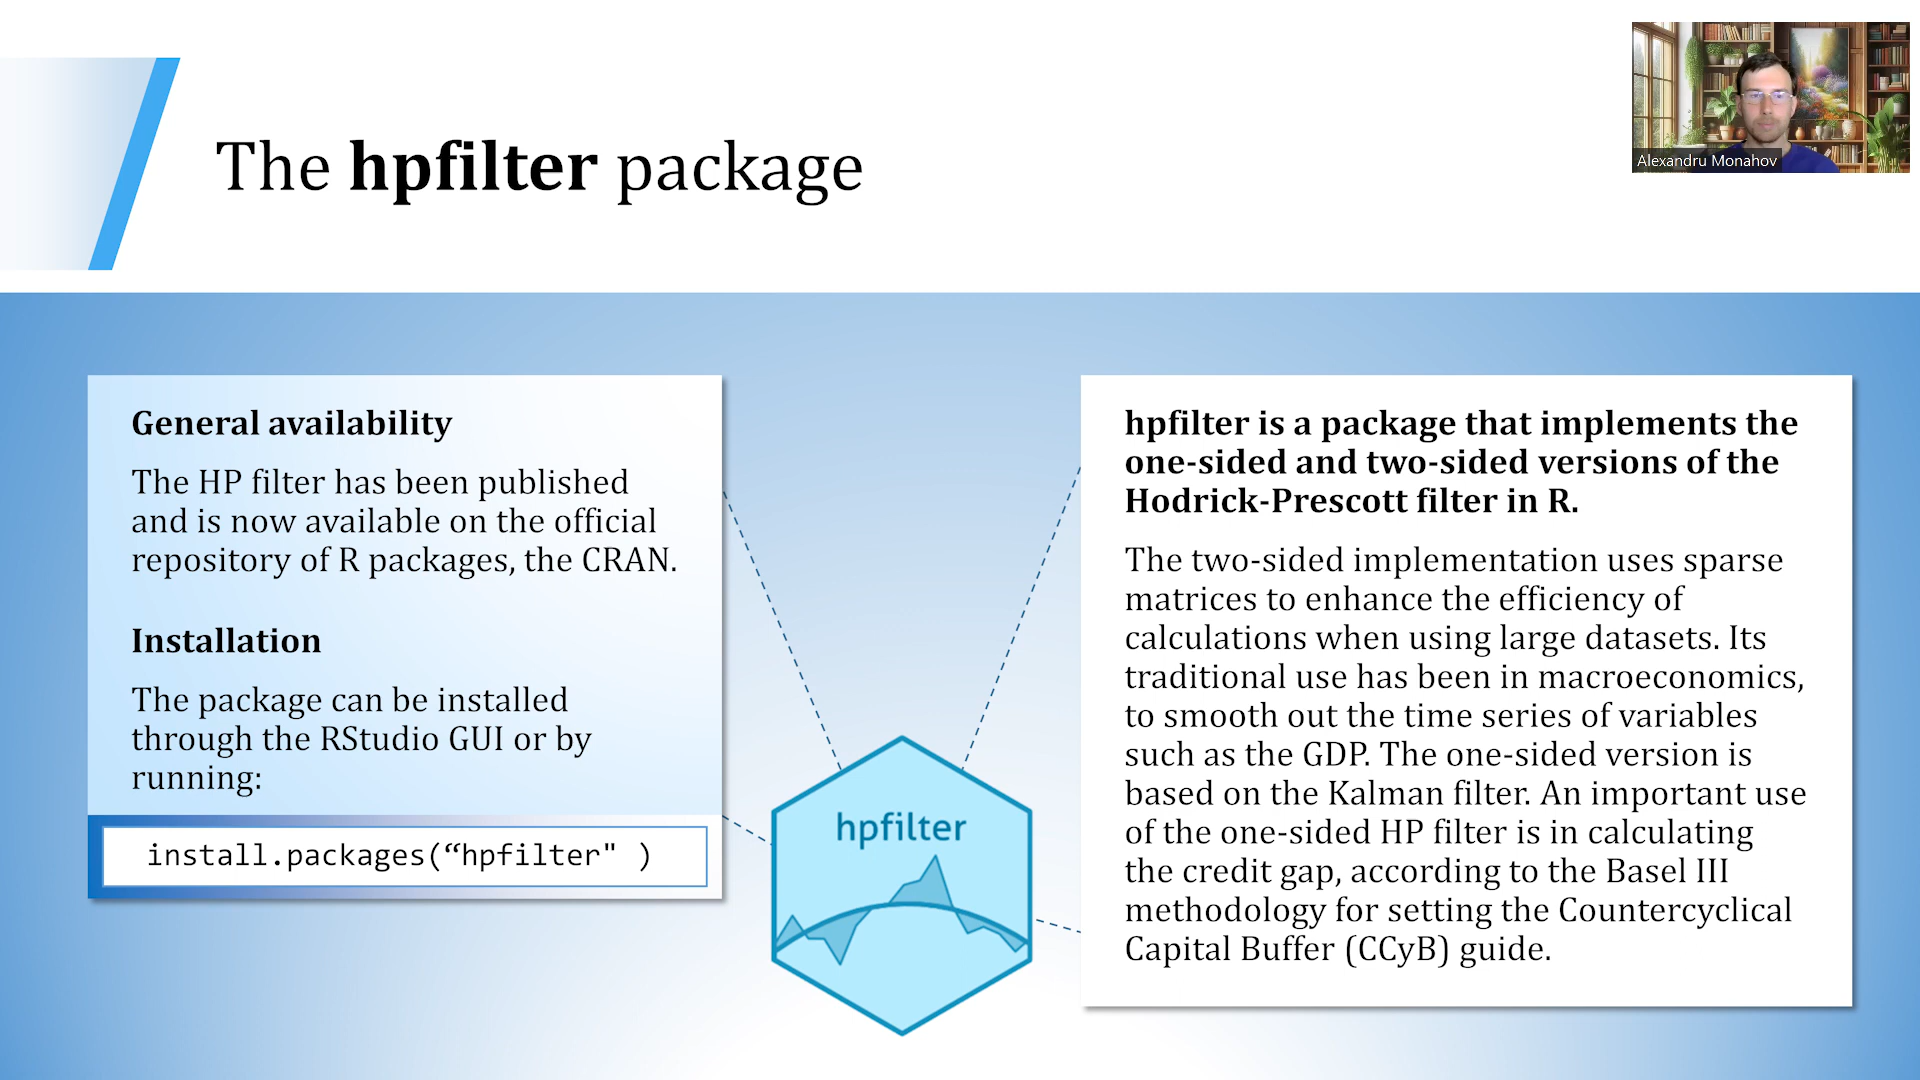 The hpfilter package
Alexandru Monahov
General availability
The HP filter has been published
and is now available on the official
repository of R packages, the CRAN.
Installation
The package can be installed
through the RStudio GUI or by
running:
install.packages(“hpfilter" )
hpfilter
hpfilter is a package that implements the
one-sided and two-sided versions of the
Hodrick-Prescott filter in R.
The two-sided implementation uses sparse
matrices to enhance the efficiency of
calculations when using large datasets. Its
traditional use has been in macroeconomics,
to smooth out the time series of variables
such as the GDP. The one-sided version is
based on the Kalman filter. An important use
of the one-sided HP filter is in calculating
the credit gap, according to the Basel III
methodology for setting the Countercyclical
Capital Buffer (CCyB) guide.